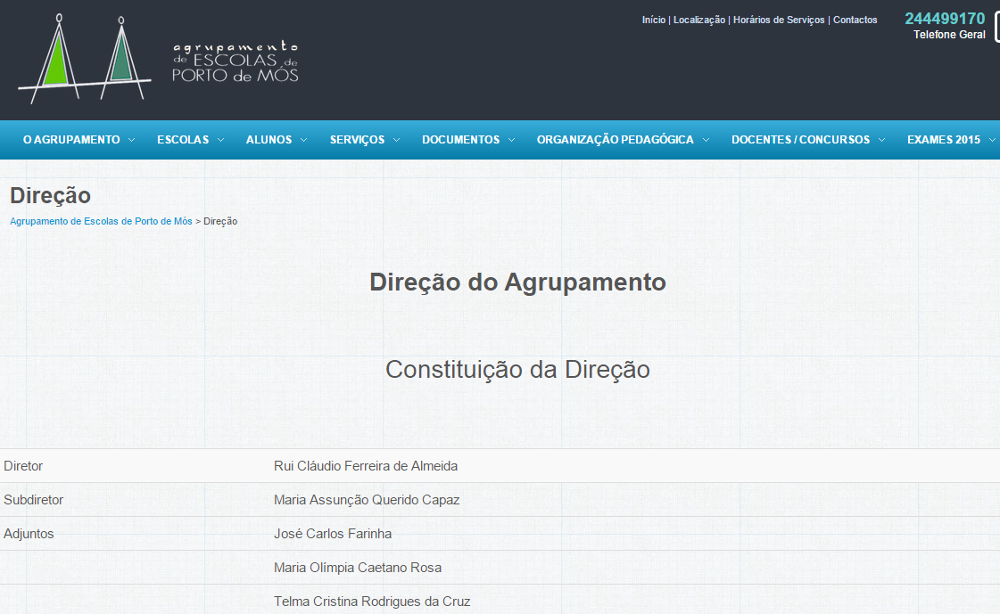 agrupamento
de ESCOLAS de
PORTO de MÓS
Início | Localização | Horários de Serviços | Contactos
244499170
Telefone Geral
O AGRUPAMENTO ESCOLAS ALUNOS SERVIÇOS DOCUMENTOS ORGANIZAÇÃO PEDAGÓGICA DOCENTES / CONCURSOS EXAMES 2015
Direção
Agrupamento de Escolas de Porto de Mós > Direção
Direção do Agrupamento
Constituição da Direção
Diretor Rui Cláudio Ferreira de Almeida
Subdiretor Maria Assunção Querido Capaz
Adjuntos José Carlos Farinha
Maria Olímpia Caetano Rosa
Telma Cristina Rodrigues da Cruz